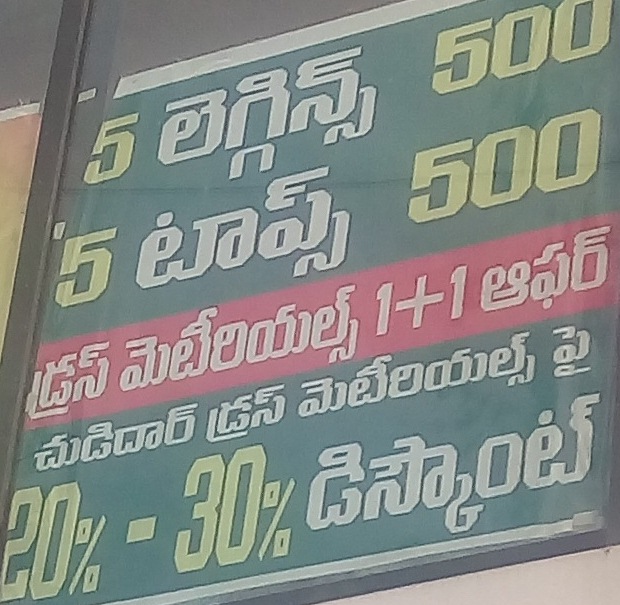 5 లెగ్గిన్స్ 500
5 టాప్స్ 500
డ్రస్ మెటీరియల్స్ 1+1 ఆఫర్
చుడిదార్ డ్రస్ మెటీరియల్స్ పై
20% - 30% డిస్కౌంట్